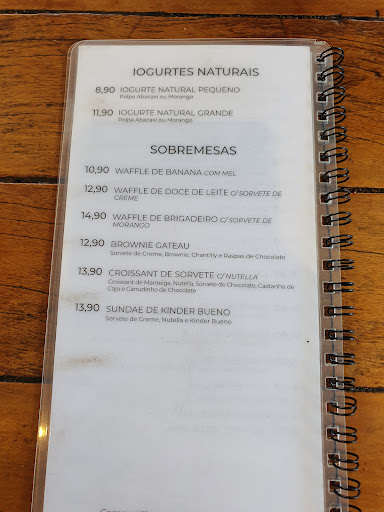 IOGURTES NATURAIS
8,90 IOGURTE NATURAL PEQUENO
Polpa Abacaxi ou Morango
11,90 IOGURTE NATURAL GRANDE
Polpa Abacaxi ou Morango
SOBREMESAS
10,90 WAFFLE DE BANANA COM MEL
12,90 WAFFLE DE DOCE DE LEITE C/ SORVETE DE
CREME
14,90 WAFFLE DE BRIGADEIRO C/ SORVETE DE
MORANGO
12,90 BROWNIE GATEAU
Sorvete de Creme, Brownie, Chantilly e Raspas de Chocolate
13,90 CROISSANT DE SORVETE C/ NUTELLA
Croissant de Manteiga, Nutella, Sorvete de Chocolate, Castanha de
Caju e Canudinho de Chocolate
13,90 SUNDAE DE KINDER BUENO
Sorvete de Creme, Nutella e Kinder Bueno